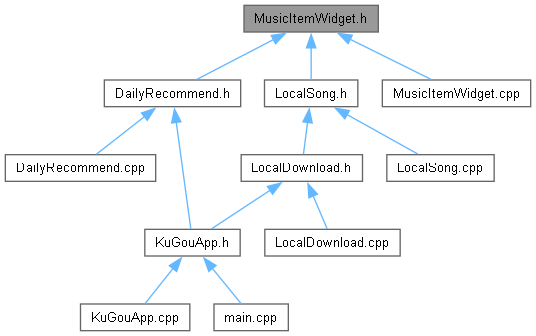 MusicItemWidget.h
DailyRecommend.h
LocalSong.h
MusicItemWidget.cpp
DailyRecommend.cpp
LocalDownload.h
LocalSong.cpp
KuGouApp.h
LocalDownload.cpp
KuGouApp.cpp
main.cpp